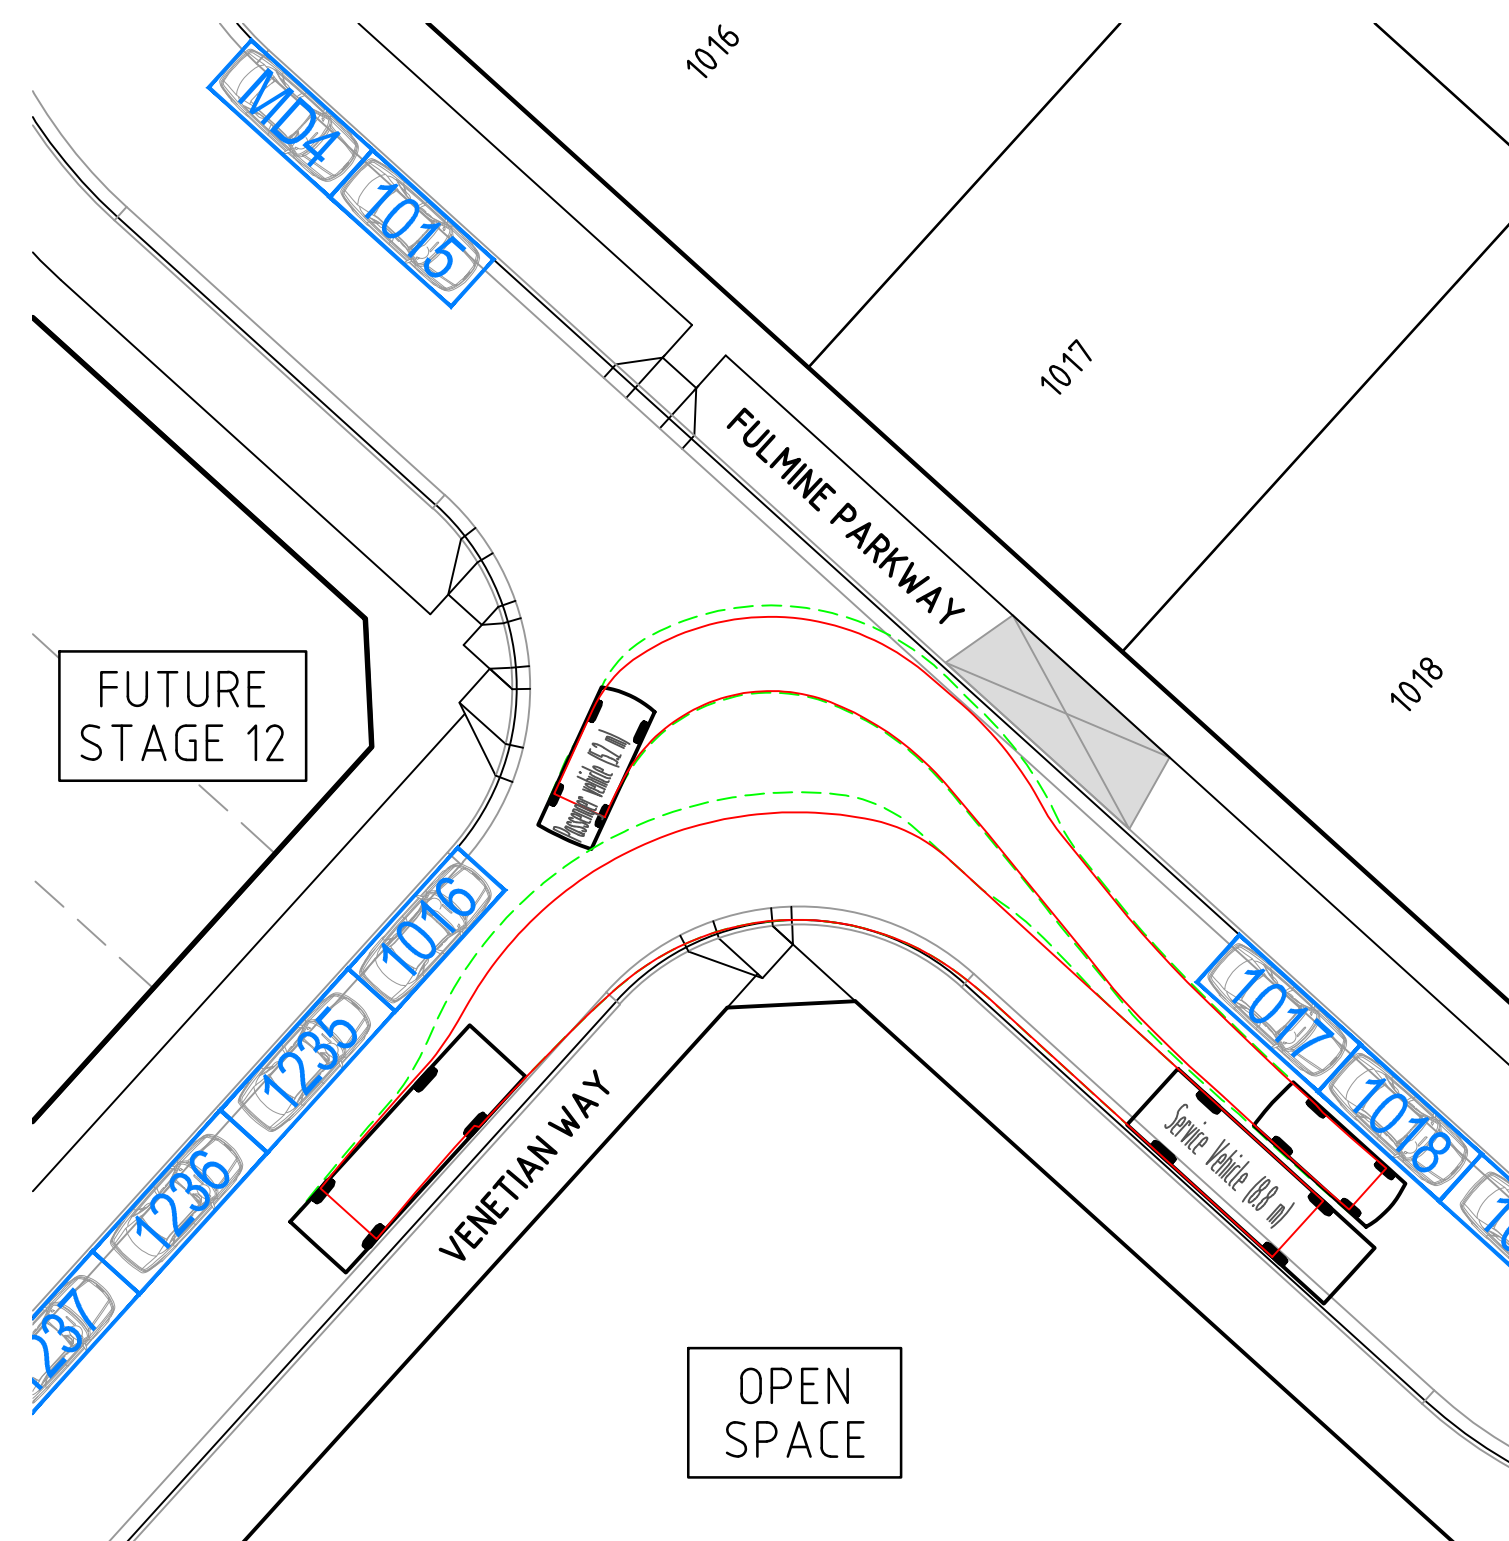 1016
MD4
1015
1017
FULMINE PARKWAY
1018
FUTURE
STAGE 12
Passenger vehicle (5.2 m)
1016
1235
1236
1017
1018
Service Vehicle (8.8 m)
VENETIAN WAY
OPEN
SPACE